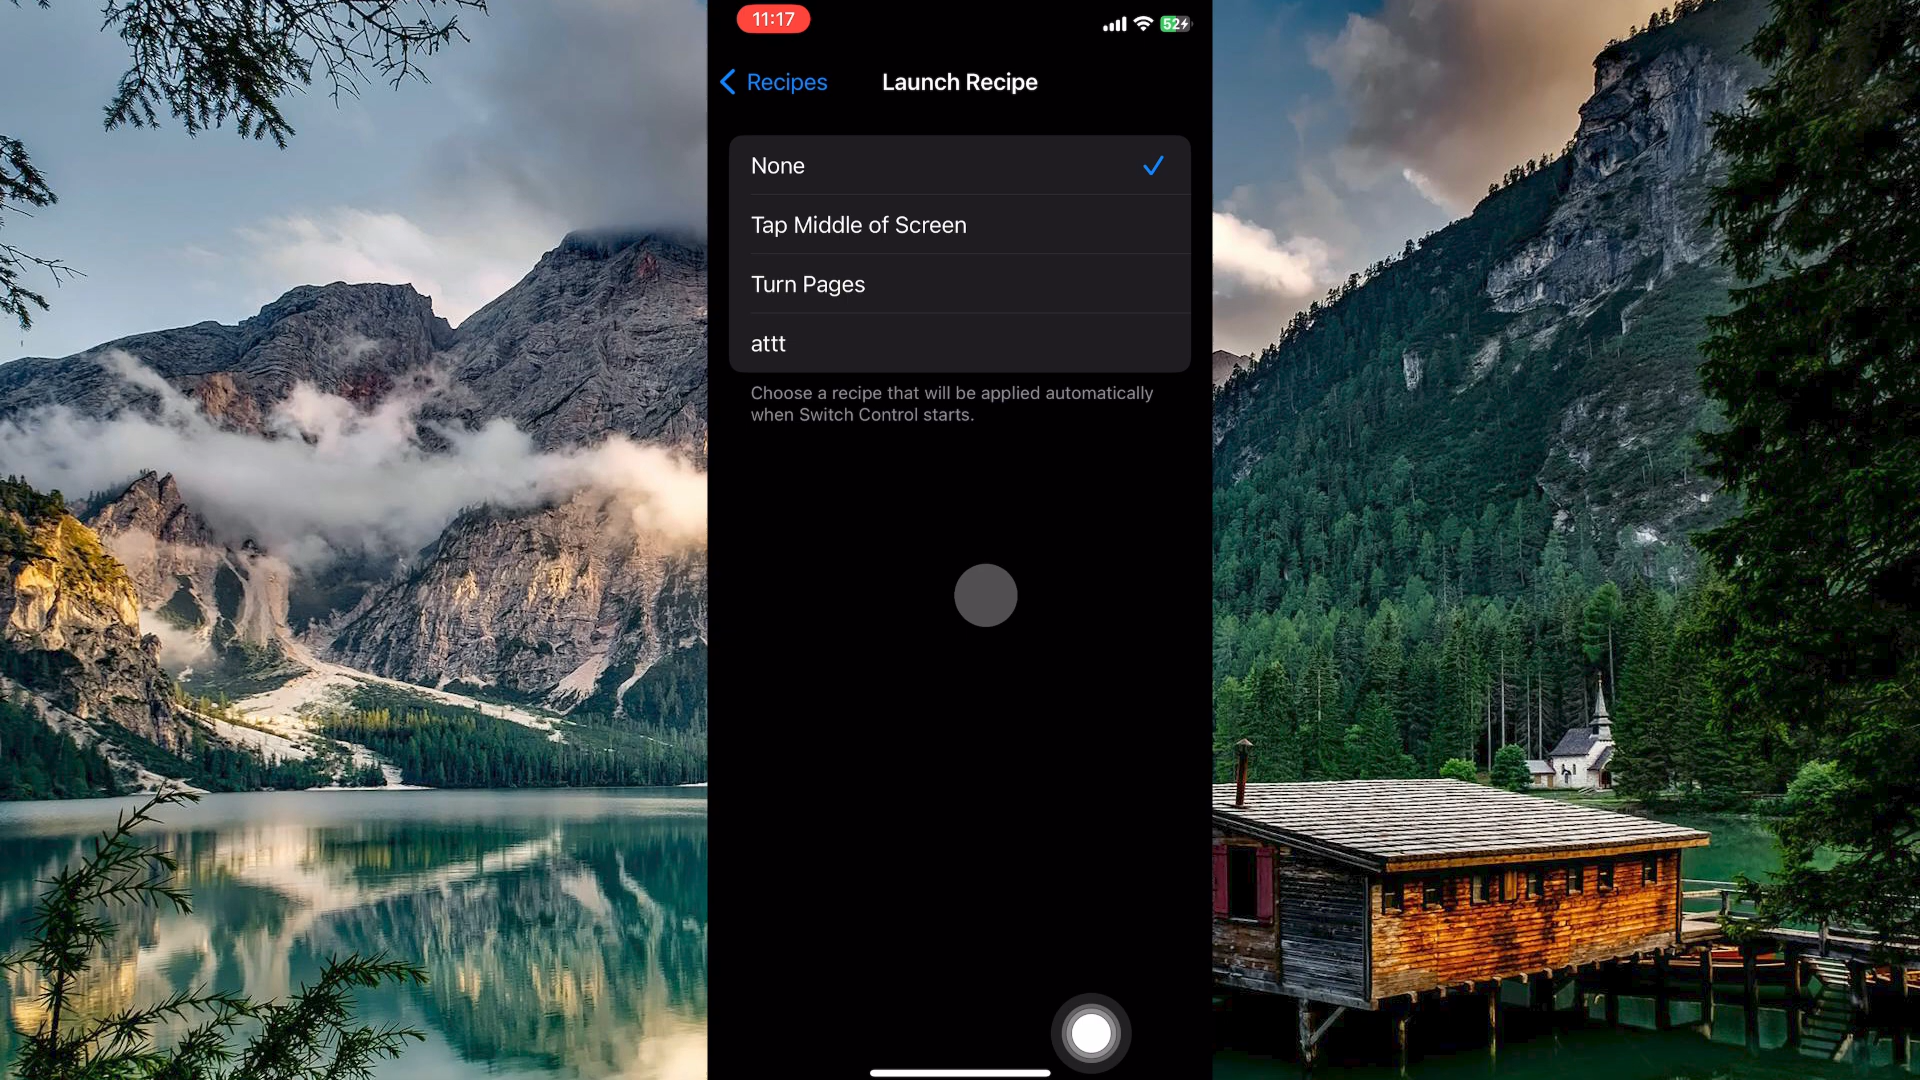 11:17
52
Recipes
Launch Recipe
None
Tap Middle of Screen
Turn Pages
attt
Choose a recipe that will be applied automatically
when Switch Control starts.